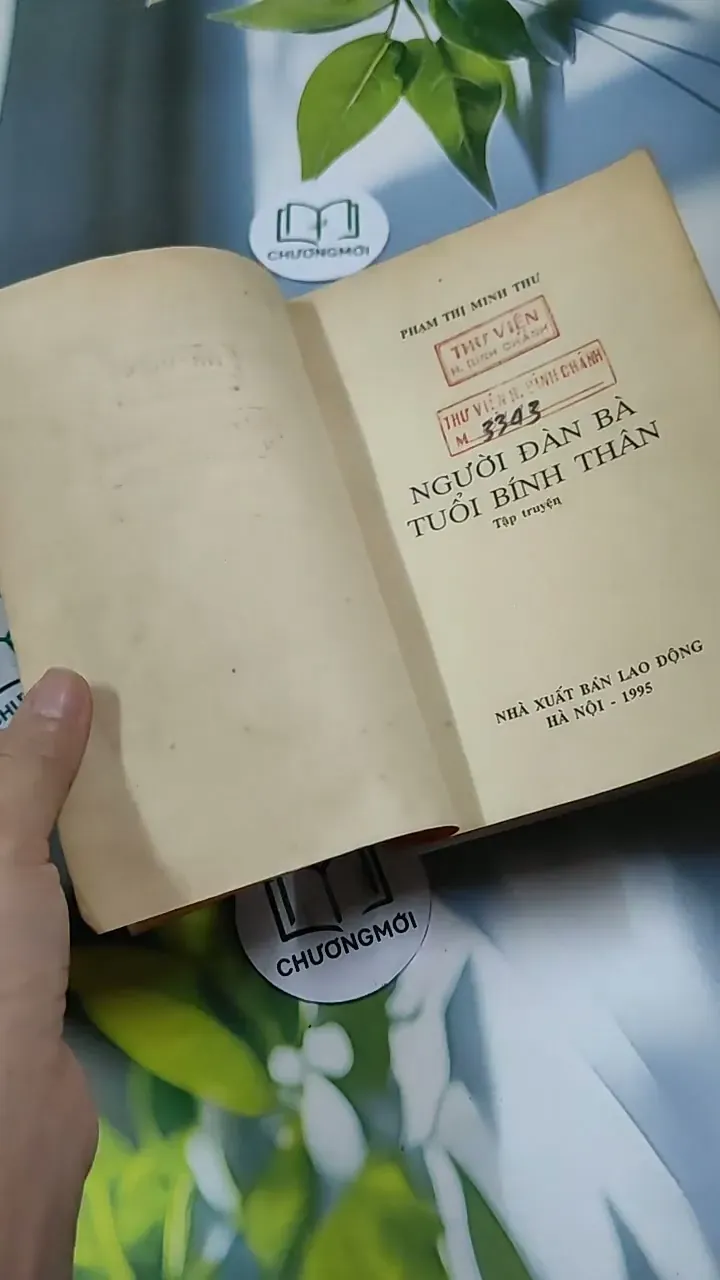 CHƯƠNGMỚI
PHẠM THỊ MINH THƯ
THƯ VIỆN
H. BÌNH CHÁNH
THƯ VIỆN H. BÌNH CHÁNH
M 3343
NGƯỜI ĐÀN BÀ
TUỔI BÍNH THÂN
Tập truyện
NHÀ XUẤT BẢN LAO ĐỘNG
HÀ NỘI - 1995
CHƯƠNGMỚI